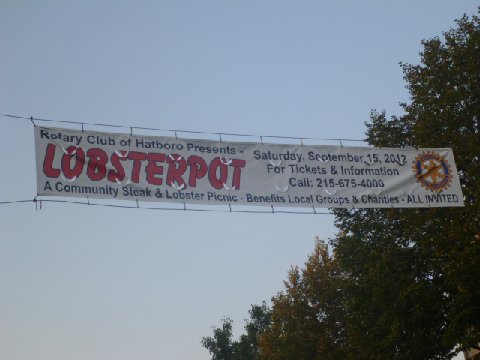 Rotary Club of Hatboro Presents -
LOBSTERPOT
Saturday, September 15, 2012
For Tickets & Information
Call: 215-675-4000
A Community Steak & Lobster Picnic - Benefits Local Groups & Charities - ALL INVITED